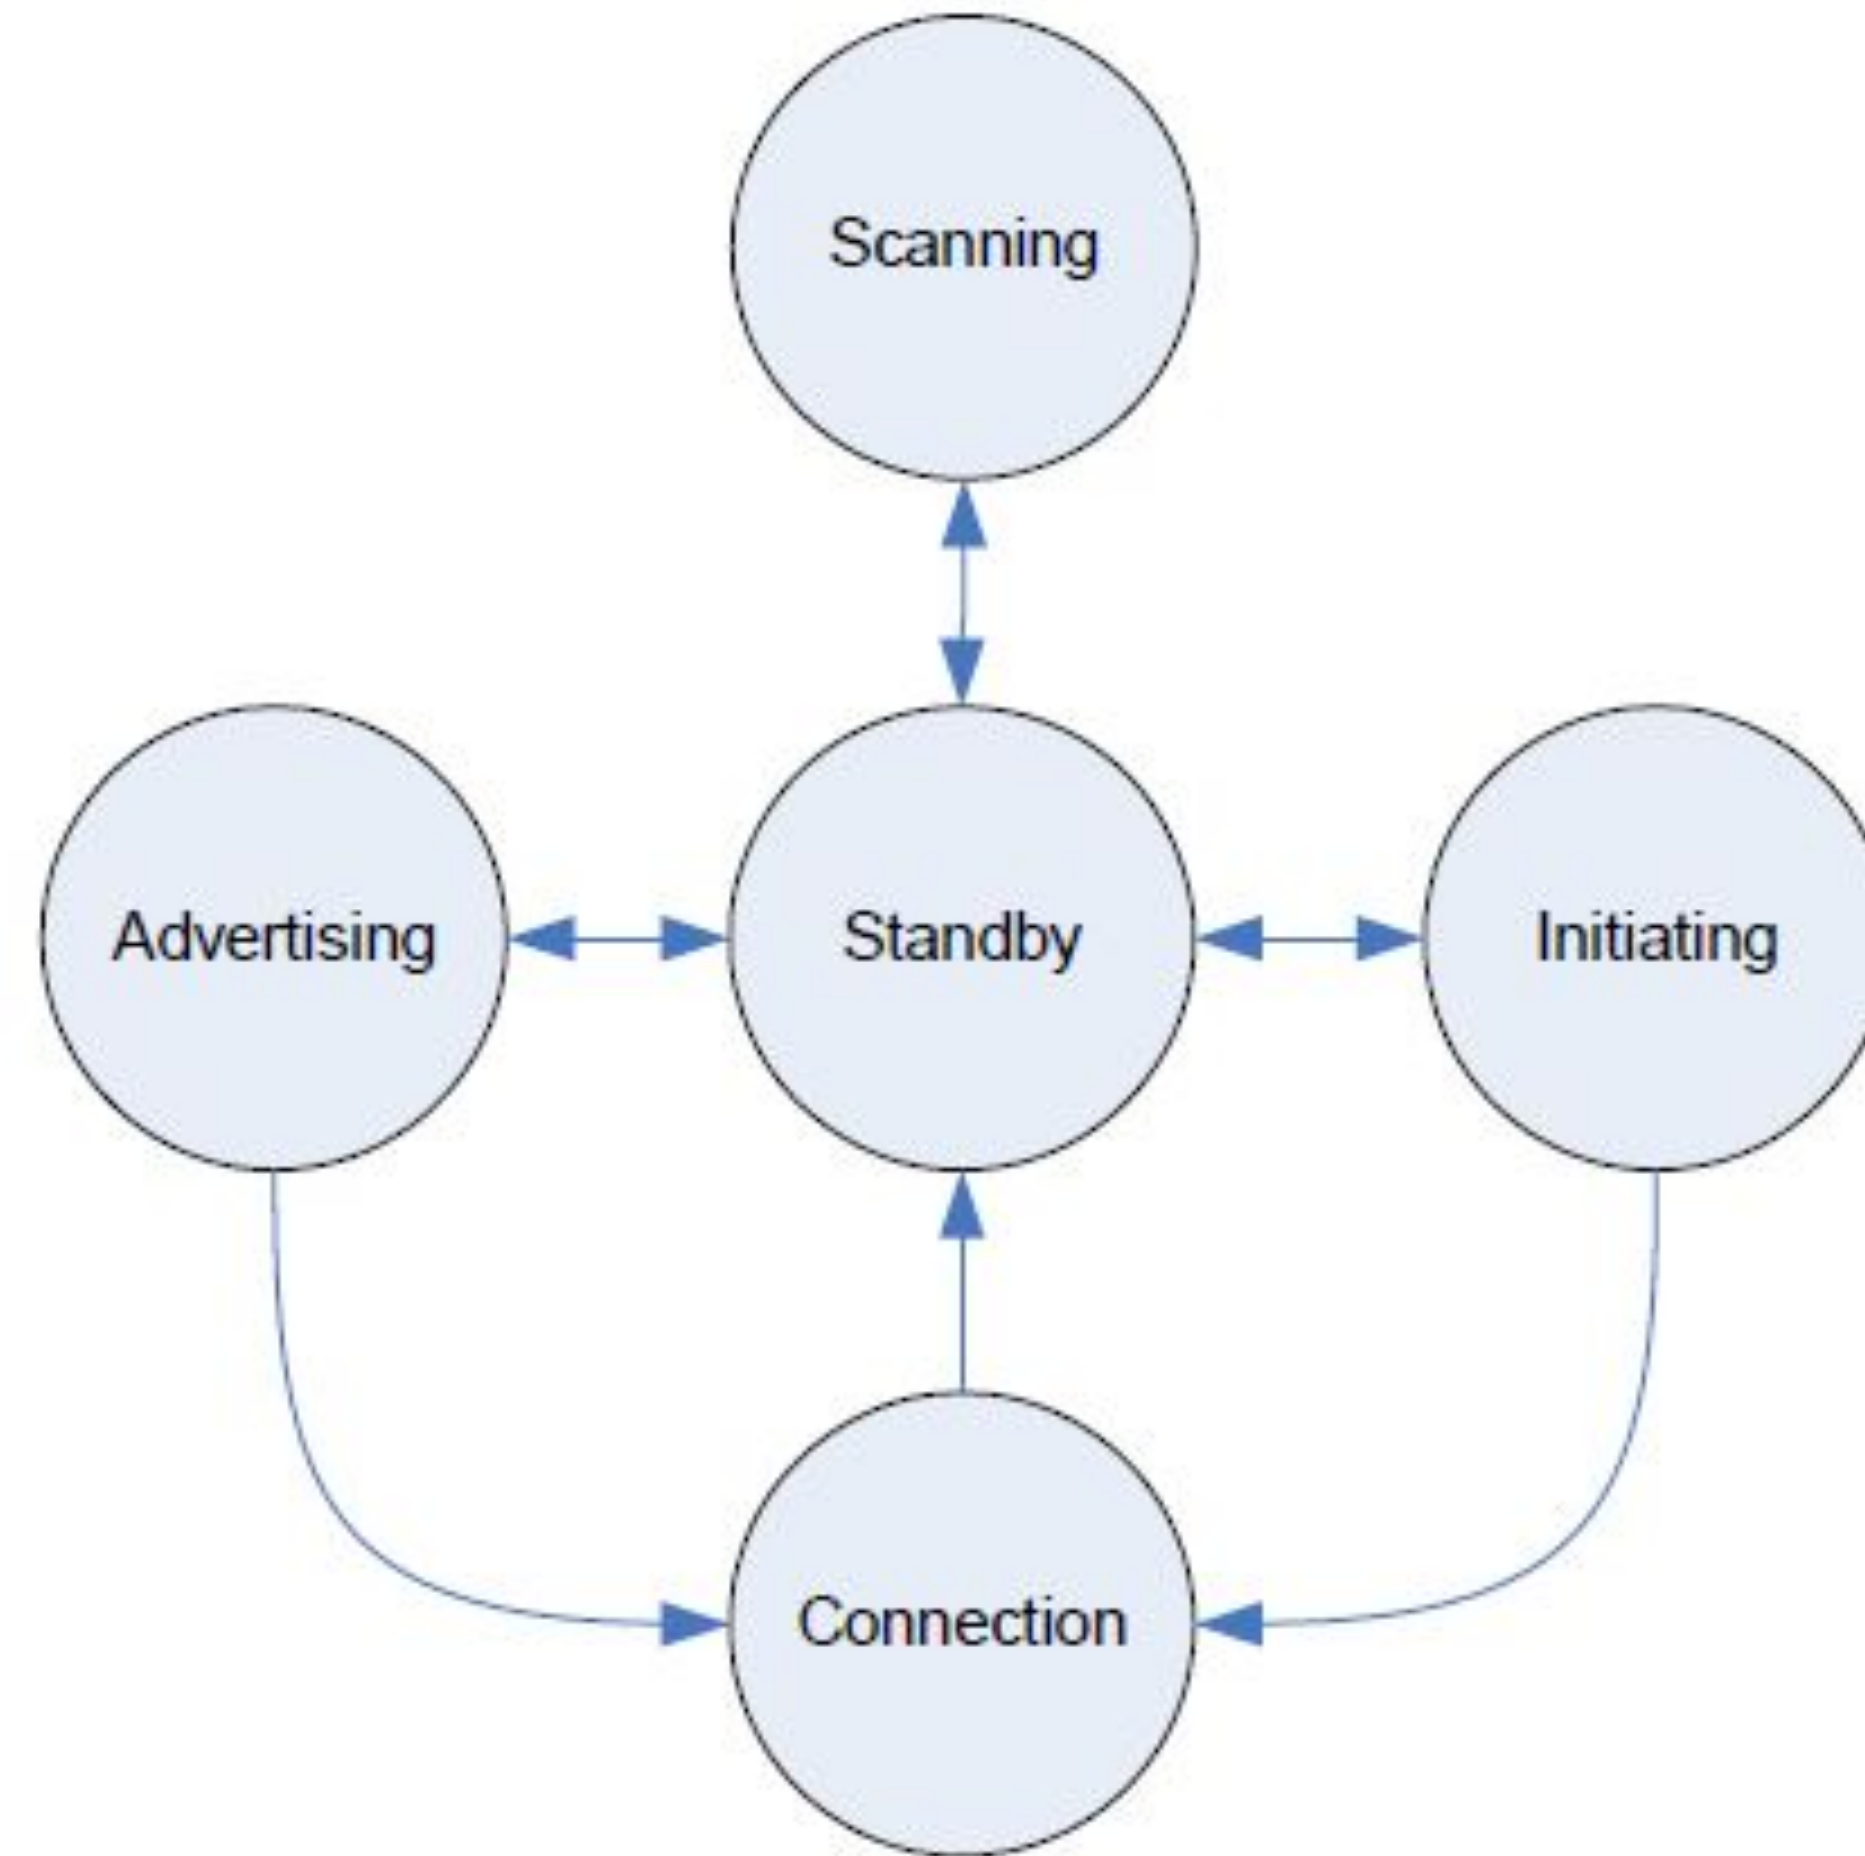 Scanning
Advertising
Standby
Initiating
Connection